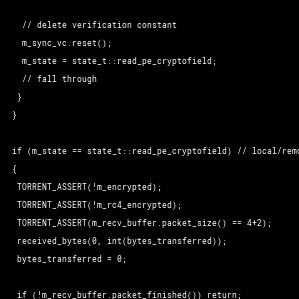 // delete verification constant
m_sync_vc.reset();
m_state = state_t::read_pe_cryptofield;
// fall through
}
}
if (m_state == state_t::read_pe_cryptofield) // local/remo
{
TORRENT_ASSERT(!m_encrypted);
TORRENT_ASSERT(!m_rc4_encrypted);
TORRENT_ASSERT(m_recv_buffer.packet_size() == 4+2);
received_bytes(0, int(bytes_transferred));
bytes_transferred = 0;
if (!m_recv_buffer.packet_finished()) return;